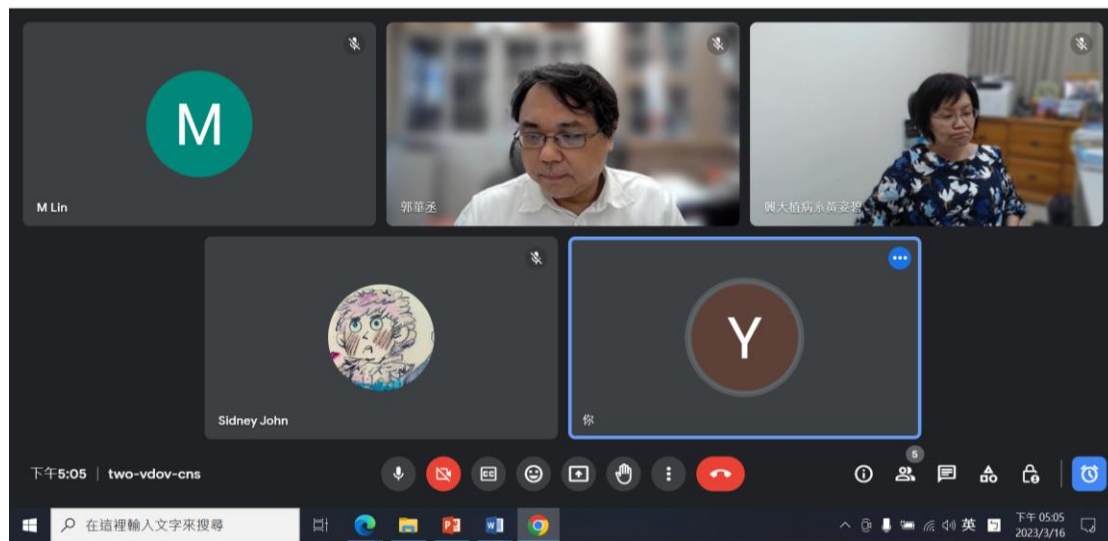 M
M Lin
郭葦丞
興大植病系黃姿碧
Sidney John
Y
你
下午5:05 | two-vdov-cns
CC
5
在這裡輸入文字來搜尋
英
下午 05:05
2023/3/16